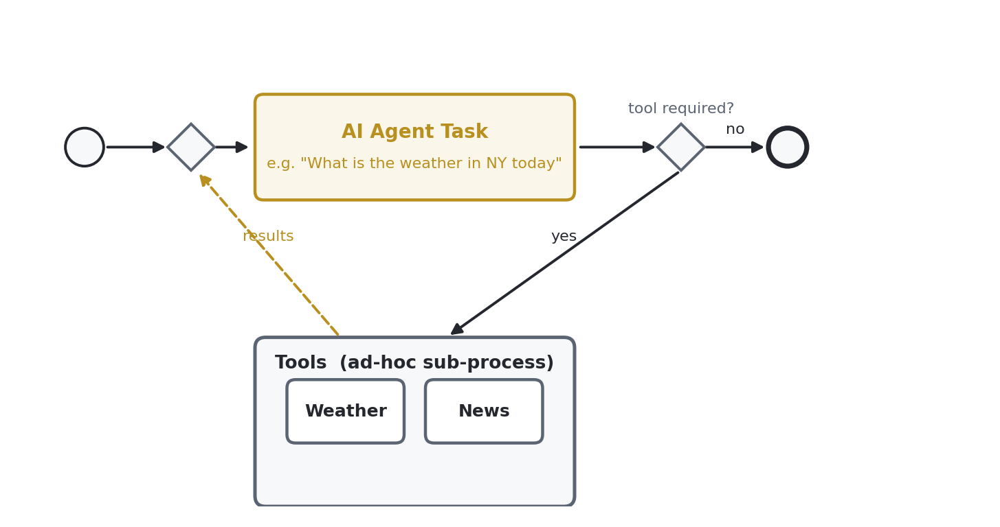 tool required?
AI Agent Task
no
e.g. "What is the weather in NY today"
results
yes
Tools (ad-hoc sub-process)
Weather
News